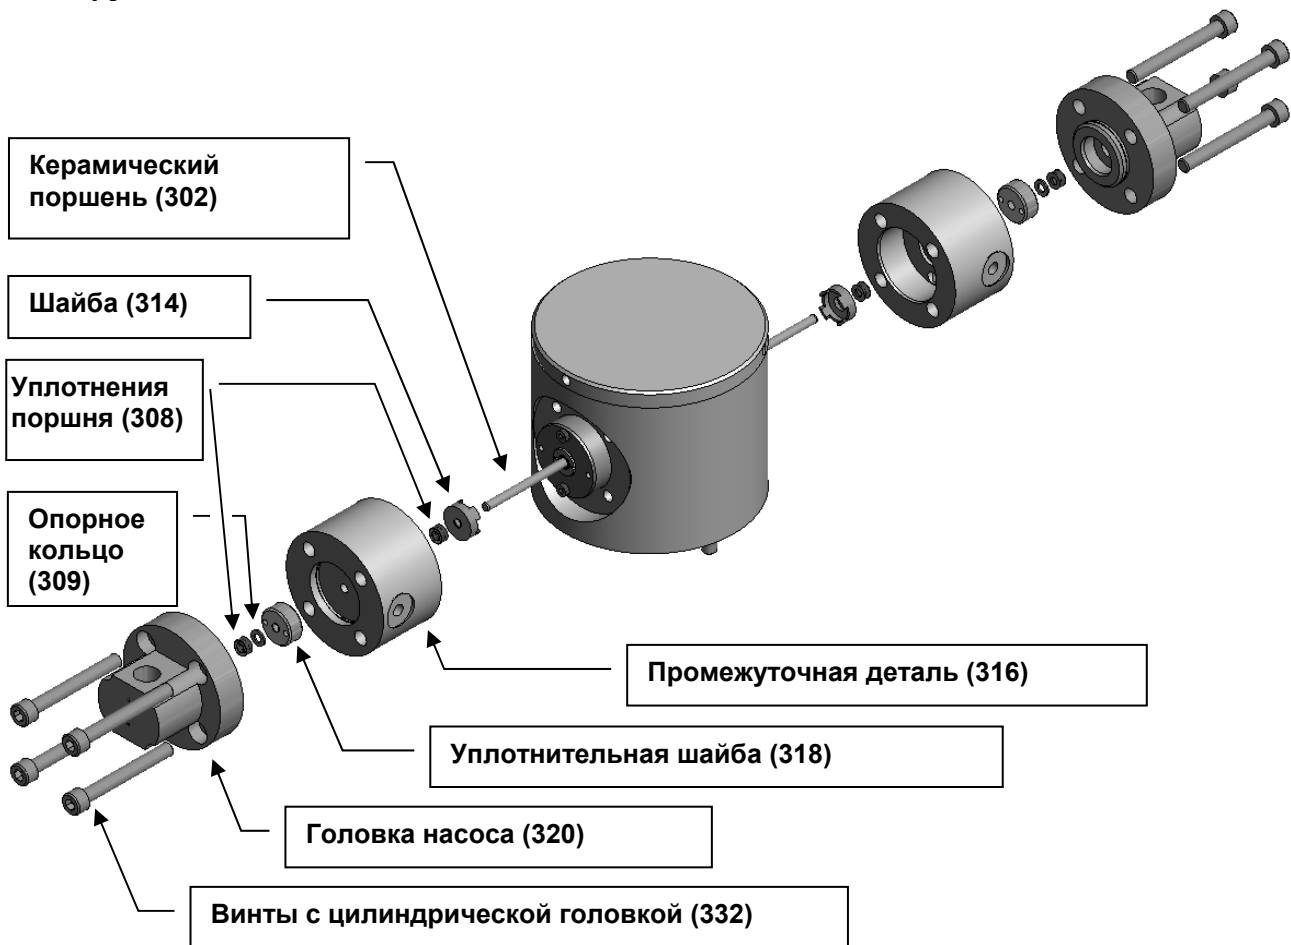 Керамический
поршень (302)
Шайба (314)
Уплотнения
поршня (308)
Опорное
кольцо
(309)
Промежуточная деталь (316)
Уплотнительная шайба (318)
Головка насоса (320)
Винты с цилиндрической головкой (332)